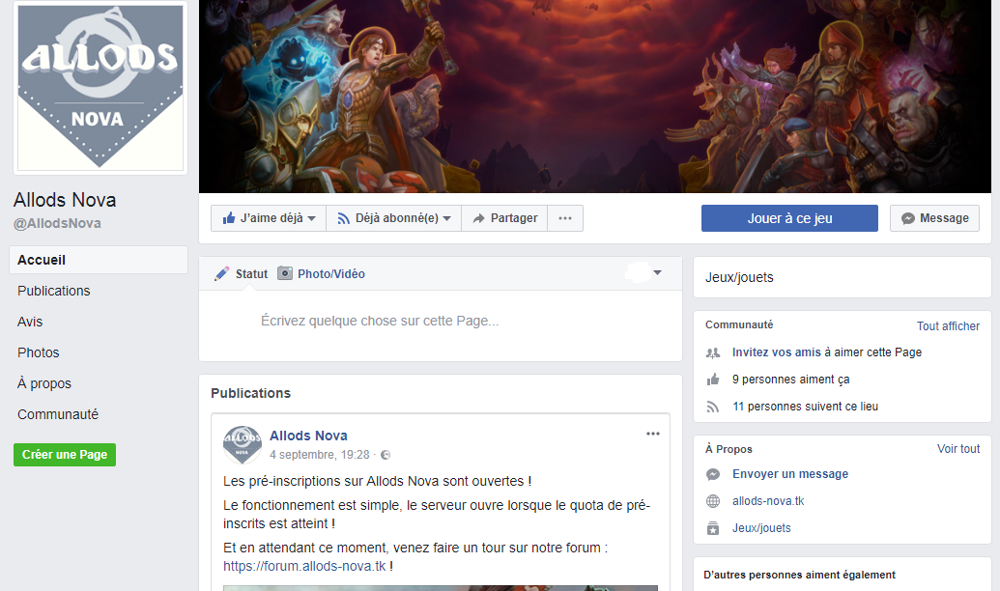 ALLODS
NOVA
Allods Nova
@AllodsNova
Accueil
Publications
Avis
Photos
À propos
Communauté
Créer une Page
J'aime déjà
Déjà abonné(e)
Partager
Jouer à ce jeu
Message
Statut
Photo/Vidéo
Écrivez quelque chose sur cette Page...
Publications
ALLODS
NOVA
Allods Nova
4 septembre, 19:28 ·
Les pré-inscriptions sur Allods Nova sont ouvertes !
Le fonctionnement est simple, le serveur ouvre lorsque le quota de pré-
inscrits est atteint !
Et en attendant ce moment, venez faire un tour sur notre forum :
https://forum.allods-nova.tk !
Jeux/jouets
Communauté
Tout afficher
Invitez vos amis à aimer cette Page
9 personnes aiment ça
11 personnes suivent ce lieu
À Propos
Voir tout
Envoyer un message
allods-nova.tk
Jeux/jouets
D'autres personnes aiment également